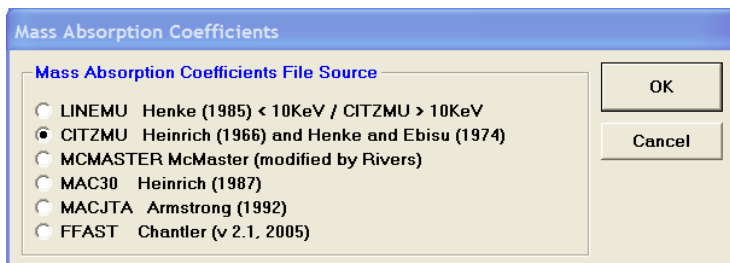 Mass Absorption Coefficients
Mass Absorption Coefficients File Source
LINEMU Henke (1985) < 10KeV / CITZMU > 10KeV
CITZMU Heinrich (1966) and Henke and Ebisu (1974)
MCMASTER McMaster (modified by Rivers)
MAC30 Heinrich (1987)
MACJTA Armstrong (1992)
FFAST Chantler (v 2.1, 2005)
OK
Cancel